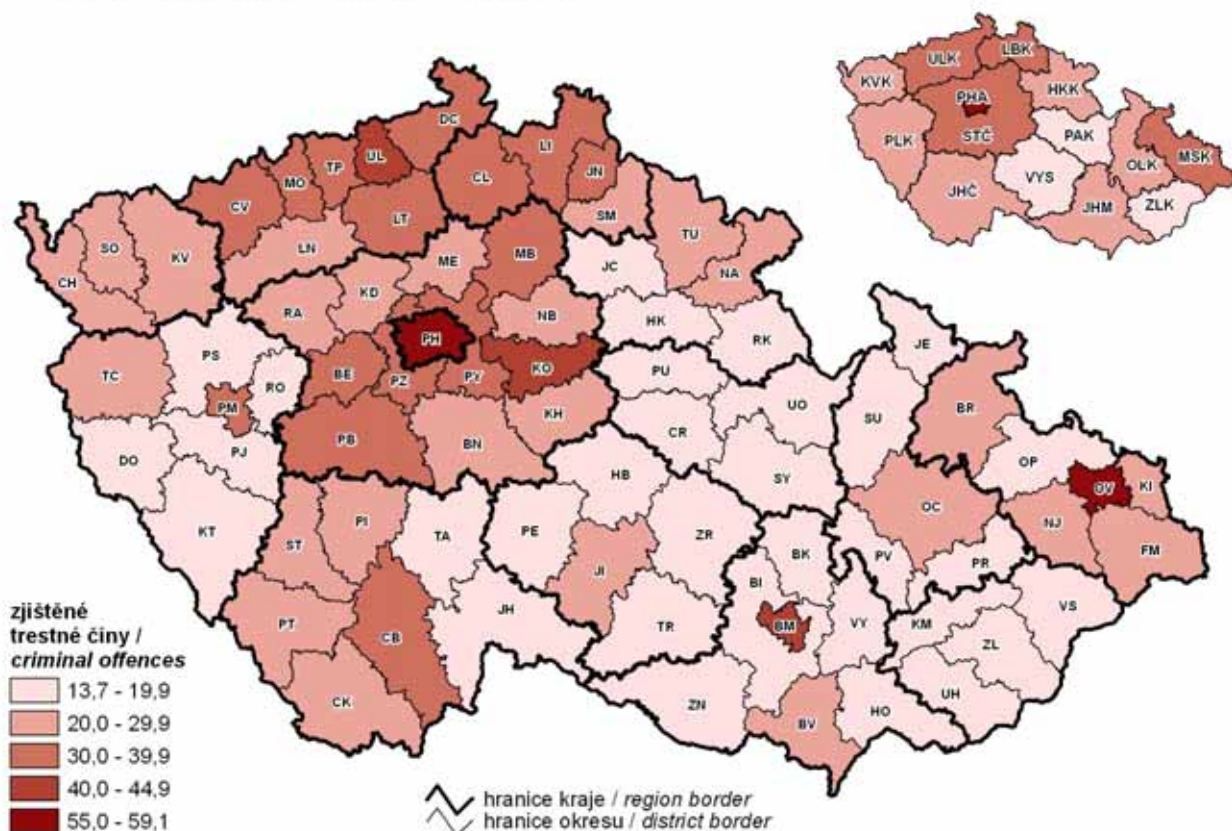 ULK LBK
KVK HKK
PHA
STČ PAK
PLK OLK MSK
VYS
JHČ JHM ZLK
DC
UL LI
TP JN
MO CL
CV LT
SM
SO LN TU
KV ME MB JC NA
CH
KD
RA NB HK
PH RK JE
PS KO PU
TC RO BE PZ PY UO SU BR
PM KH CR
DO PJ PB BN HB SY OP OV KI
OC NJ
KT ST PI TA PE ZR FM
JI BK PV PR
BI VS
PT CB JH TR BM VY KM
ZL
UH
CK ZN BV HO
zjištěné
trestné činy /
criminal offences
13,7 - 19,9
20,0 - 29,9
30,0 - 39,9
40,0 - 44,9
55,0 - 59,1
hranice kraje / region border
hranice okresu / district border